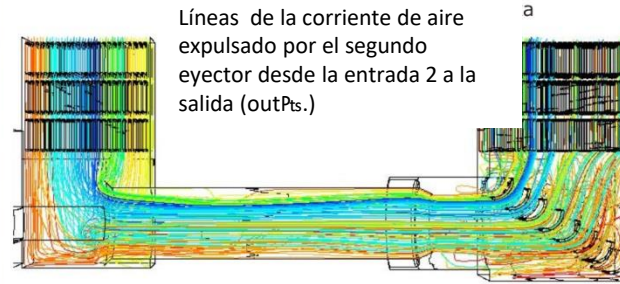 a
Líneas de la corriente de aire
expulsado por el segundo
eyector desde la entrada 2 a la
salida (outPts.)